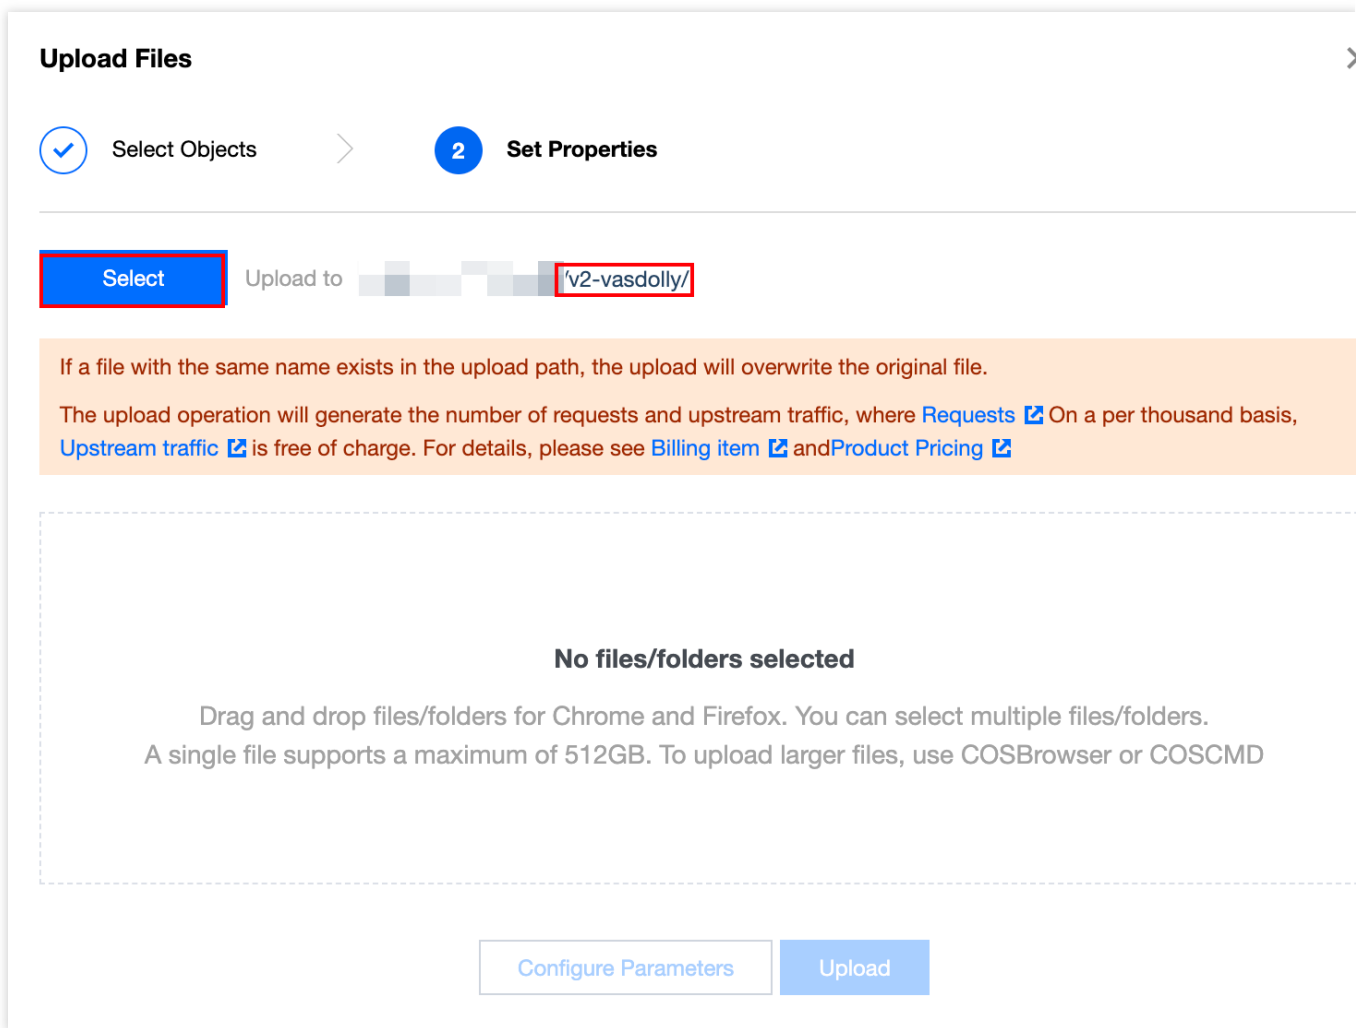 Upload Files
Select Objects
2 Set Properties
Select Upload to /v2-vasdolly/
If a file with the same name exists in the upload path, the upload will overwrite the original file.
The upload operation will generate the number of requests and upstream traffic, where Requests On a per thousand basis,
Upstream traffic is free of charge. For details, please see Billing item andProduct Pricing
No files/folders selected
Drag and drop files/folders for Chrome and Firefox. You can select multiple files/folders.
A single file supports a maximum of 512GB. To upload larger files, use COSBrowser or COSCMD
Configure Parameters Upload